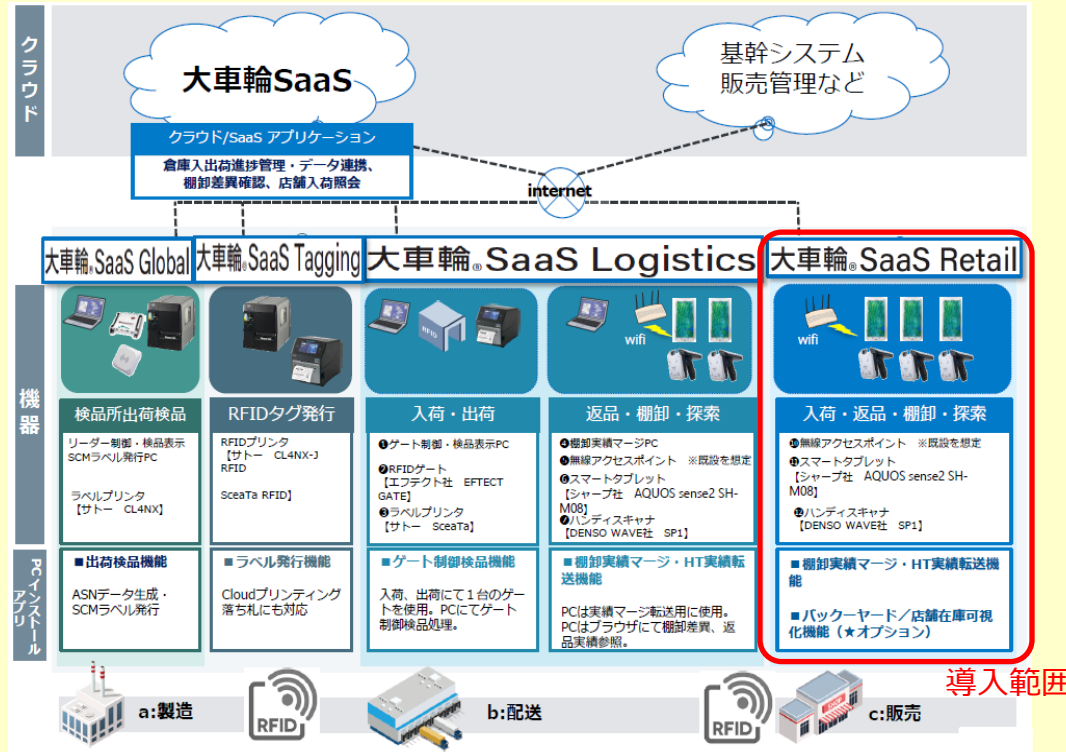 クラウド
大車輪SaaS
基幹システム
販売管理など
クラウド/SaaS アプリケーション
倉庫入出荷進捗管理・データ連携、
棚卸差異確認、店舗入荷照会
internet
大車輪®SaaS Global
大車輪®SaaS Tagging
大車輪®SaaS Logistics
大車輪®SaaS Retail
機器
RFID
wifi
wifi
検品所出荷検品
リーダー制御・検品表示
SCMラベル発行PC
ラベルプリンタ
【サトー CL4NX】
RFIDタグ発行
RFIDプリンタ
【サトー CL4NX-J
RFID
SceaTa RFID】
入荷・出荷
❶ゲート制御・検品表示PC
❷RFIDゲート
【エフテクト社 EFTECT
GATE】
❸ラベルプリンタ
【サトー SceaTa】
返品・棚卸・探索
❹棚卸実績マージPC
❺無線アクセスポイント ※既設を想定
❻スマートタブレット
【シャープ社 AQUOS sense2 SH-
M08】
❼ハンディスキャナ
【DENSO WAVE社 SP1】
入荷・返品・棚卸・探索
❿無線アクセスポイント ※既設を想定
⓫スマートタブレット
【シャープ社 AQUOS sense2 SH-
M08】
⓬ハンディスキャナ
【DENSO WAVE社 SP1】
PCインストール
アプリ
■出荷検品機能
ASNデータ生成・
SCMラベル発行
■ラベル発行機能
Cloudプリンティング
落ち札にも対応
■ゲート制御検品機能
入荷、出荷にて１台のゲー
トを使用。PCにてゲート
制御検品処理。
■棚卸実績マージ・HT実績転
送機能
PCは実績マージ転送用に使用。
PCはブラウザにて棚卸差異、返
品実績参照。
■棚卸実績マージ・HT実績転送機
能
■バックーヤード／店舗在庫可視
化機能（★オプション）
導入範囲
a:製造
RFID
b:配送
RFID
SHOP
c:販売